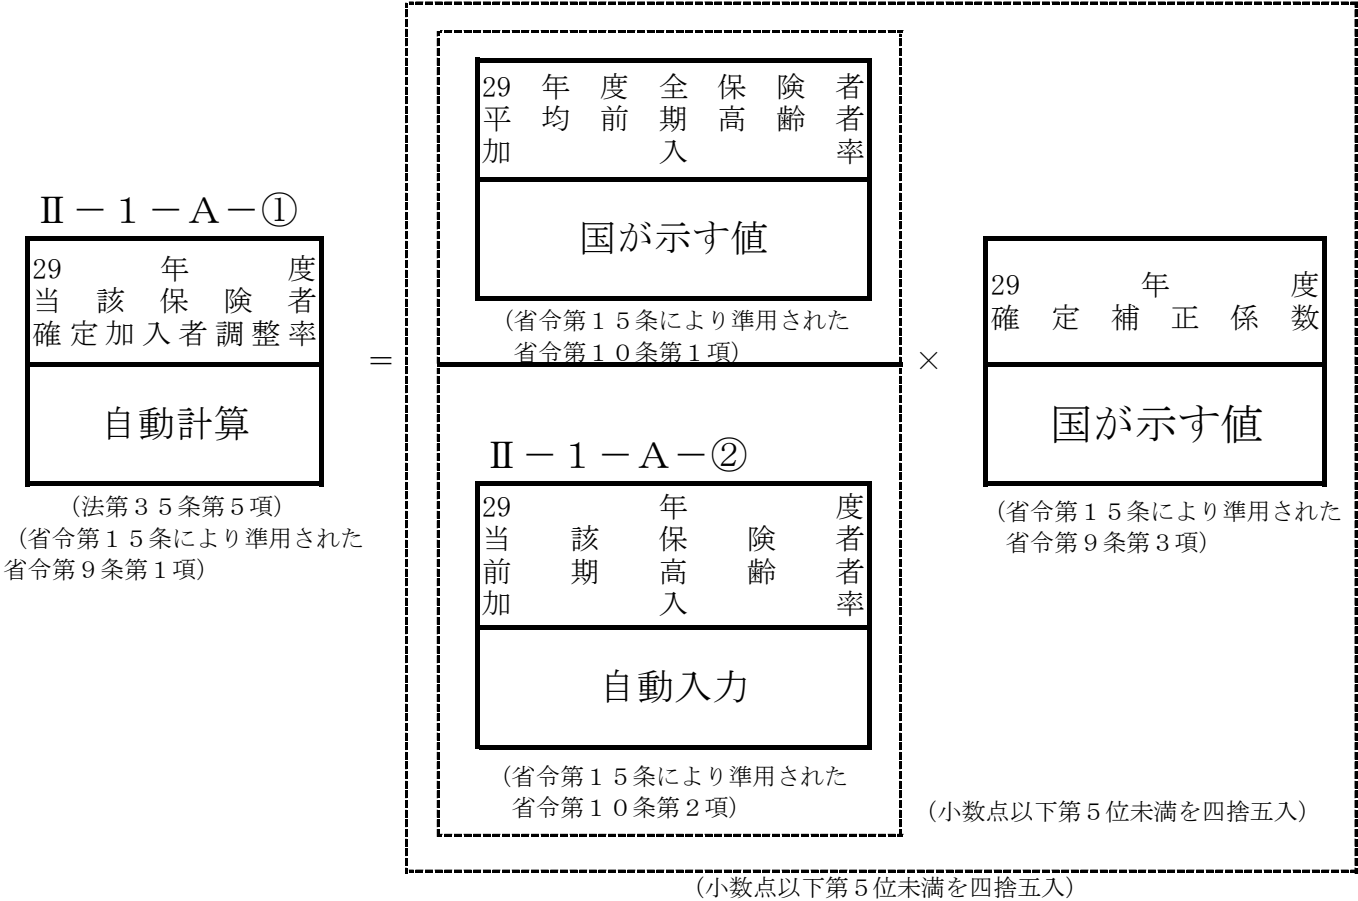 Ⅱ－１－Ａ－①
29年度
当該保険者
確定加入者調整率
自動計算
（法第３５条第５項）
（省令第１５条により準用された
省令第９条第１項）
＝
29年度全保険者
平均前期高齢者
加入率
国が示す値
（省令第１５条により準用された
省令第１０条第１項）
Ⅱ－１－Ａ－②
29年度
当該保険者
前期高齢者
加入率
自動入力
（省令第１５条により準用された
省令第１０条第２項）
×
29年度
確定補正係数
国が示す値
（省令第１５条により準用された
省令第９条第３項）
（小数点以下第５位未満を四捨五入）
（小数点以下第５位未満を四捨五入）